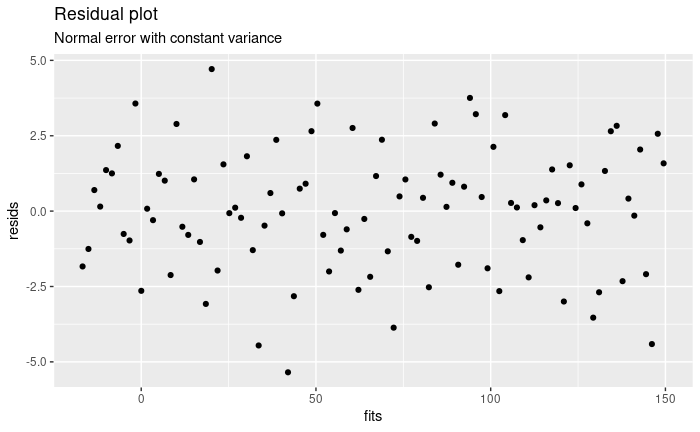 Residual plot
Normal error with constant variance
5.0
2.5
0.0
-2.5
-5.0
resids
0 50 100 150
fits